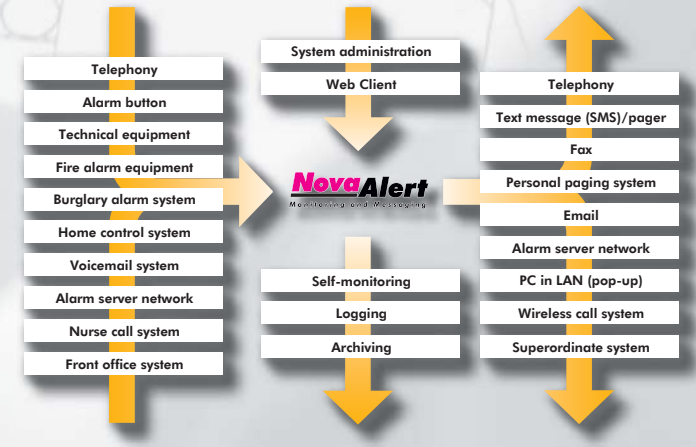 Telephony
Alarm button
Technical equipment
Fire alarm equipment
Burglary alarm system
Home control system
Voicemail system
Alarm server network
Nurse call system
Front office system
System administration
Web Client
NovaAlert
Monitoring and Messaging
Self-monitoring
Logging
Archiving
Telephony
Text message (SMS)/pager
Fax
Personal paging system
Email
Alarm server network
PC in LAN (pop-up)
Wireless call system
Superordinate system